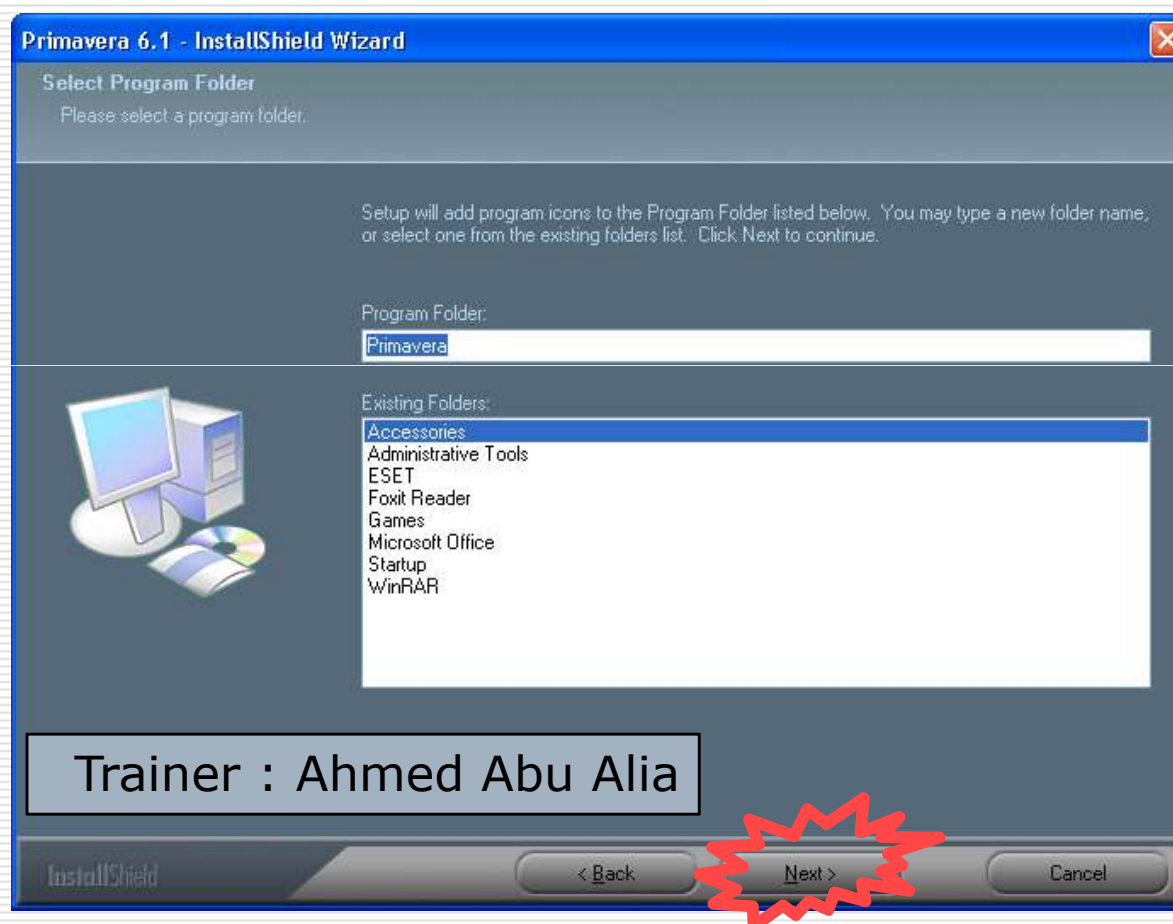 Primavera 6.1 - InstallShield Wizard
Select Program Folder
Please select a program folder.
Setup will add program icons to the Program Folder listed below. You may type a new folder name,
or select one from the existing folders list. Click Next to continue.
Program Folder:
Primavera
Existing Folders:
Accessories
Administrative Tools
ESET
Foxit Reader
Games
Microsoft Office
Startup
WinRAR
Trainer : Ahmed Abu Alia
InstallShield
< Back
Next >
Cancel